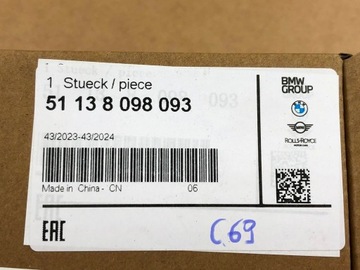 1 Stueck / piece
51 13 8 098 093
43/2023-43/2024
Made in China - CN 06
EAC
BMW
GROUP
ROLLS-ROYCE
C69